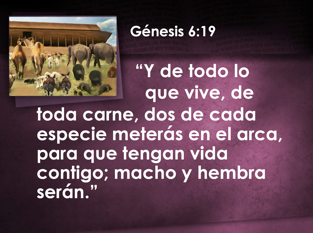 Génesis 6:19
“Y de todo lo
que vive, de
toda carne, dos de cada
especie meterás en el arca,
para que tengan vida
contigo; macho y hembra
serán.”